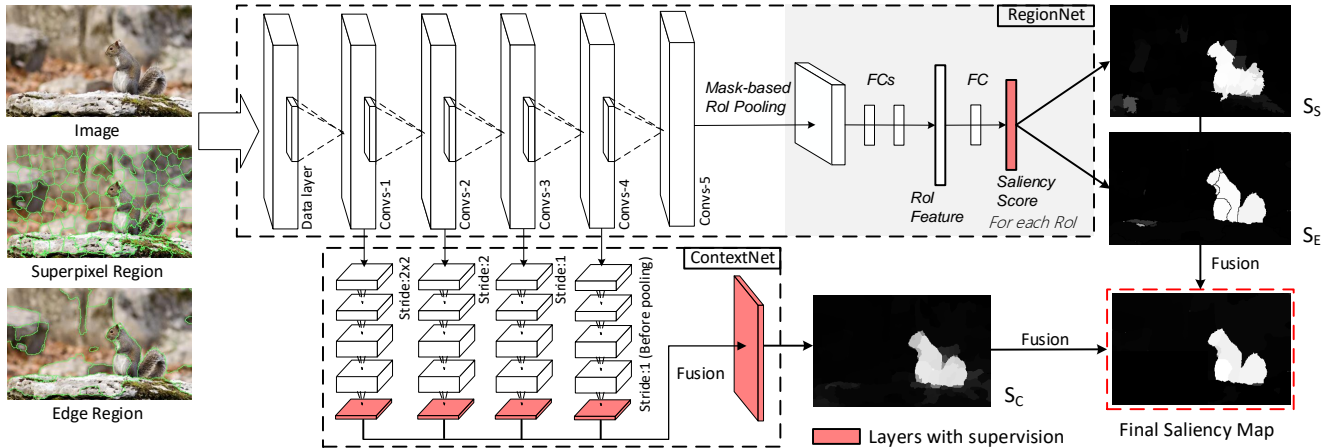 Image
Superpixel Region
Edge Region
RegionNet
Data layer
Convs-1
Convs-2
Convs-3
Convs-4
Convs-5
Mask-based
RoI Pooling
FCs
RoI
Feature
FC
Saliency
Score
For each RoI
S_S
S_E
Fusion
ContextNet
Stride:2x2
Stride:2
Stride:1
Stride:1 (Before pooling)
Fusion
S_C
Fusion
Final Saliency Map
Layers with supervision